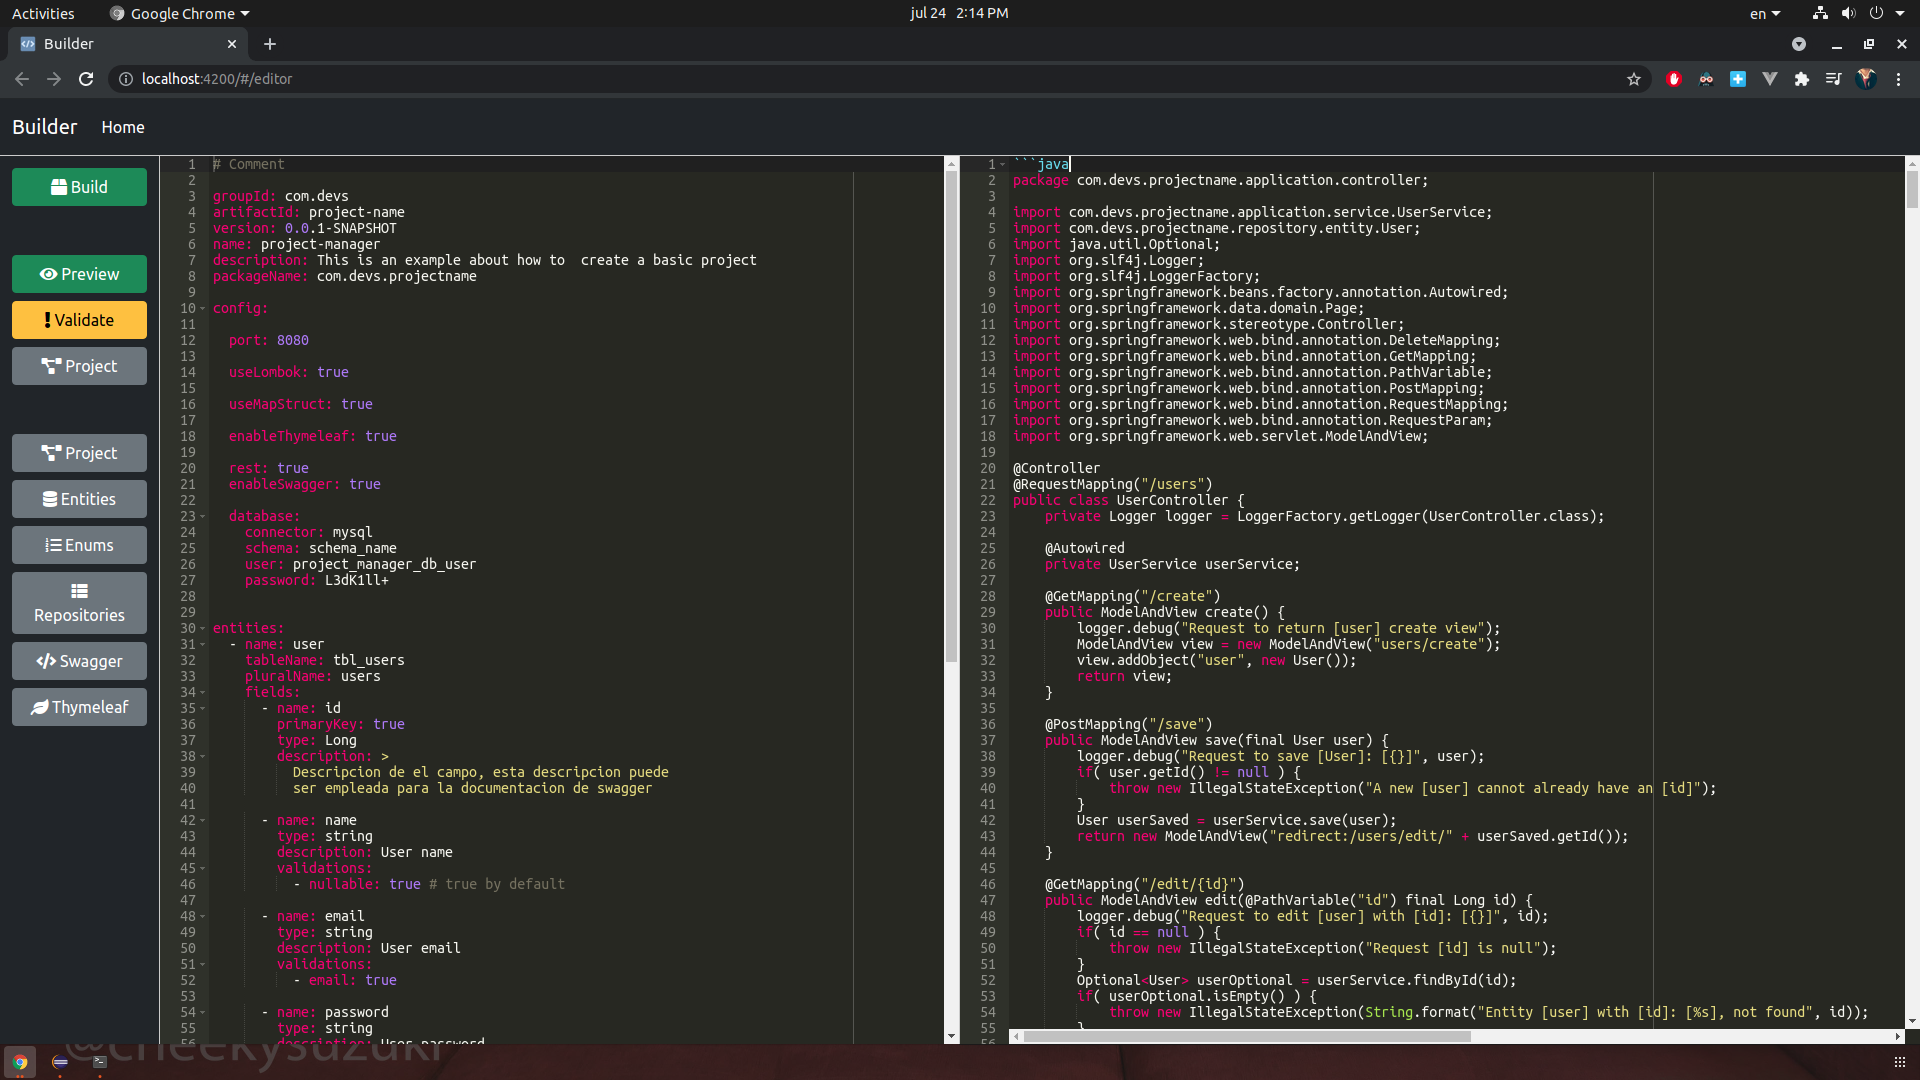 Activities Google Chrome jul 24 2:14 PM en
Builder
localhost:4200/#/editor
Builder Home
Build
Preview
Validate
Project
Project
Entities
Enums
Repositories
Swagger
Thymeleaf
1 # Comment
2
3 groupId: com.devs
4 artifactId: project-name
5 version: 0.0.1-SNAPSHOT
6 name: project-manager
7 description: This is an example about how to  create a basic project
8 packageName: com.devs.projectname
9
10 config:
11
12 port: 8080
13
14 useLombok: true
15
16 useMapStruct: true
17
18 enableThymeleaf: true
19
20 rest: true
21 enableSwagger: true
22
23 database:
24 connector: mysql
25 schema: schema_name
26 user: project_manager_db_user
27 password: L3dK1ll+
28
29
30 entities:
31 - name: user
32 tableName: tbl_users
33 pluralName: users
34 fields:
35 - name: id
36 primaryKey: true
37 type: Long
38 description: >
39 Descripcion de el campo, esta descripcion puede
40 ser empleada para la documentacion de swagger
41
42 - name: name
43 type: string
44 description: User name
45 validations:
46 - nullable: true # true by default
47
48 - name: email
49 type: string
50 description: User email
51 validations:
52 - email: true
53
54 - name: password
55 type: string
56 description: User password
1 ```java
2 package com.devs.projectname.application.controller;
3
4 import com.devs.projectname.application.service.UserService;
5 import com.devs.projectname.repository.entity.User;
6 import java.util.Optional;
7 import org.slf4j.Logger;
8 import org.slf4j.LoggerFactory;
9 import org.springframework.beans.factory.annotation.Autowired;
10 import org.springframework.data.domain.Page;
11 import org.springframework.stereotype.Controller;
12 import org.springframework.web.bind.annotation.DeleteMapping;
13 import org.springframework.web.bind.annotation.GetMapping;
14 import org.springframework.web.bind.annotation.PathVariable;
15 import org.springframework.web.bind.annotation.PostMapping;
16 import org.springframework.web.bind.annotation.RequestMapping;
17 import org.springframework.web.bind.annotation.RequestParam;
18 import org.springframework.web.servlet.ModelAndView;
19
20 @Controller
21 @RequestMapping("/users")
22 public class UserController {
23 private Logger logger = LoggerFactory.getLogger(UserController.class);
24
25 @Autowired
26 private UserService userService;
27
28 @GetMapping("/create")
29 public ModelAndView create() {
30 logger.debug("Request to return [user] create view");
31 ModelAndView view = new ModelAndView("users/create");
32 view.addObject("user", new User());
33 return view;
34 }
35
36 @PostMapping("/save")
37 public ModelAndView save(final User user) {
38 logger.debug("Request to save [User]: [{}]", user);
39 if( user.getId() != null ) {
40 throw new IllegalStateException("A new [user] cannot already have an [id]");
41 }
42 User userSaved = userService.save(user);
43 return new ModelAndView("redirect:/users/edit/" + userSaved.getId());
44 }
45
46 @GetMapping("/edit/{id}")
47 public ModelAndView edit(@PathVariable("id") final Long id) {
48 logger.debug("Request to edit [user] with [id]: [{}]", id);
49 if( id == null ) {
50 throw new IllegalStateException("Request [id] is null");
51 }
52 Optional<User> userOptional = userService.findById(id);
53 if( userOptional.isEmpty() ) {
54 throw new IllegalStateException(String.format("Entity [user] with [id]: [%s], not found", id));
55 }
56
@cheekysuzuki